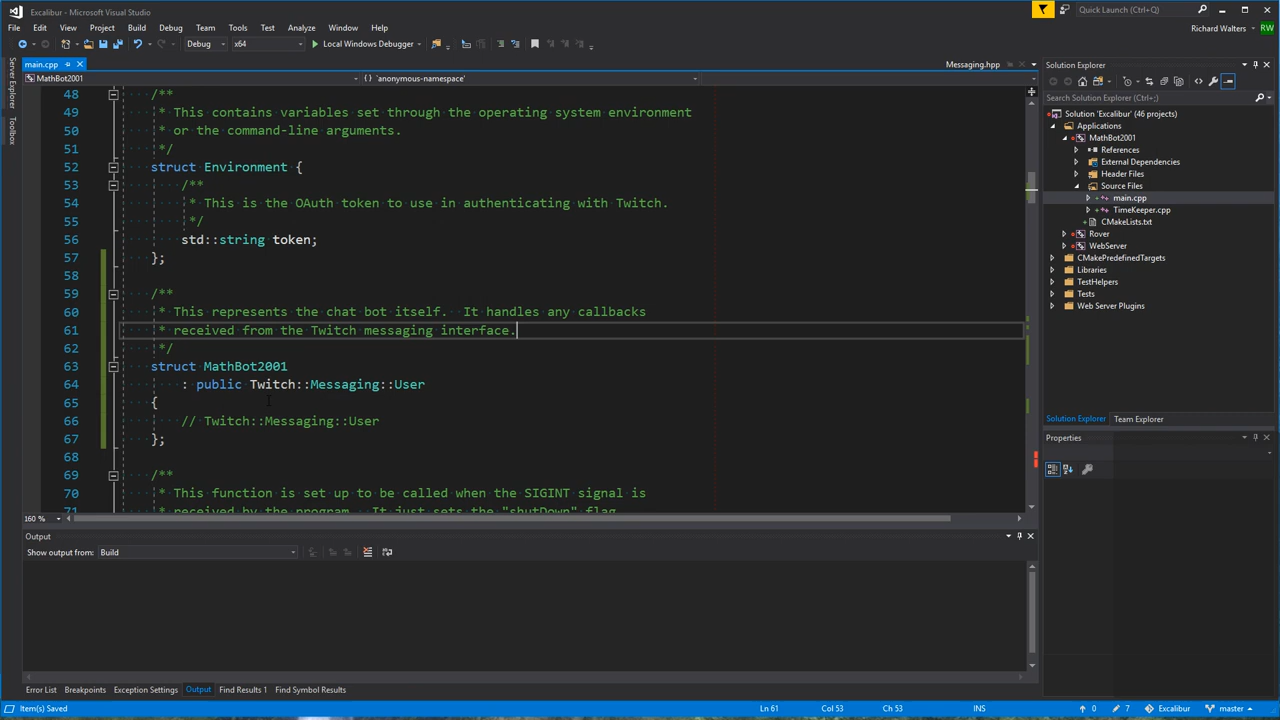 Excalibur - Microsoft Visual Studio
Quick Launch (Ctrl+Q)
File Edit View Project Build Debug Team Tools Test Analyze Window Help
Richard Walters RW
Debug x64 Local Windows Debugger
Server Explorer
Toolbox
main.cpp
Messaging.hpp
MathBot2001 {} `anonymous-namespace'
48 /**
49 * This contains variables set through the operating system environment
50 * or the command-line arguments.
51 */
52 struct Environment {
53 /**
54 * This is the OAuth token to use in authenticating with Twitch.
55 */
56 std::string token;
57 };
58
59 /**
60 * This represents the chat bot itself.  It handles any callbacks
61 * received from the Twitch messaging interface.
62 */
63 struct MathBot2001
64 : public Twitch::Messaging::User
65 {
66 // Twitch::Messaging::User
67 };
68
69 /**
70 * This function is set up to be called when the SIGINT signal is
71 * received by the program.  It just sets the "shutDown" flag
160 %
Output
Show output from: Build
Error List Breakpoints Exception Settings Output Find Results 1 Find Symbol Results
Solution Explorer
Search Solution Explorer (Ctrl+;)
Solution 'Excalibur' (46 projects)
Applications
MathBot2001
References
External Dependencies
Header Files
Source Files
main.cpp
TimeKeeper.cpp
CMakeLists.txt
Rover
WebServer
CMakePredefinedTargets
Libraries
TestHelpers
Tests
Web Server Plugins
Solution Explorer Team Explorer
Properties
Item(s) Saved Ln 61 Col 53 Ch 53 INS 0 7 Excalibur master